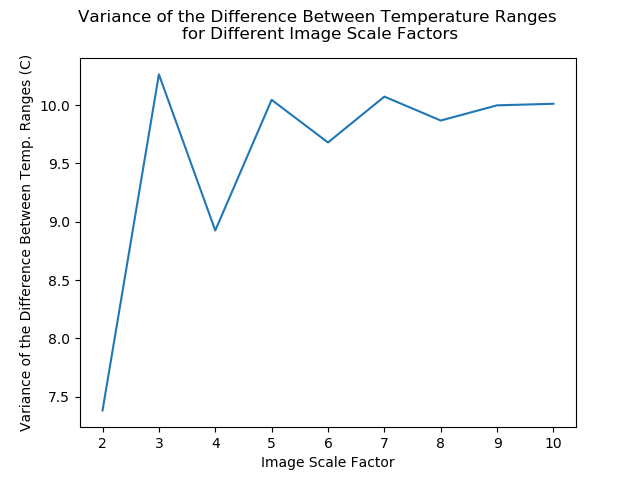 Variance of the Difference Between Temperature Ranges
for Different Image Scale Factors
Variance of the Difference Between Temp. Ranges (C)
10.0
9.5
9.0
8.5
8.0
7.5
2 3 4 5 6 7 8 9 10
Image Scale Factor